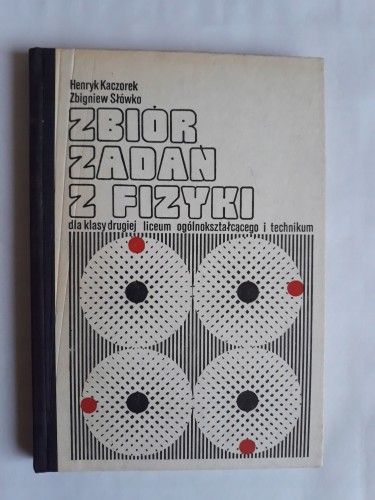 Henryk Kaczorek
Zbigniew Słówko
ZBIÓR
ZADAŃ
Z FIZYKI
dla klasy drugiej liceum ogólnokształcącego i technikum